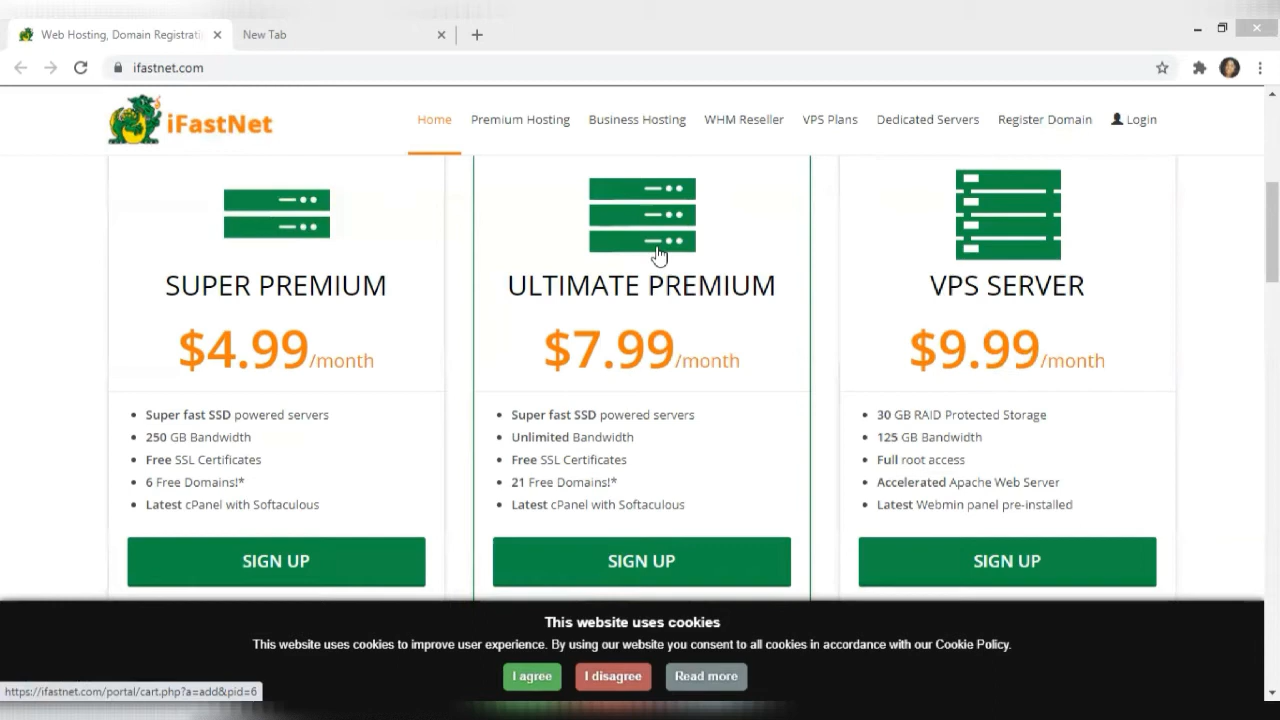 Web Hosting, Domain Registrati
New Tab
ifastnet.com
iFastNet
Home
Premium Hosting
Business Hosting
WHM Reseller
VPS Plans
Dedicated Servers
Register Domain
Login
SUPER PREMIUM
$4.99/month
Super fast SSD powered servers
250 GB Bandwidth
Free SSL Certificates
6 Free Domains!*
Latest cPanel with Softaculous
SIGN UP
ULTIMATE PREMIUM
$7.99/month
Super fast SSD powered servers
Unlimited Bandwidth
Free SSL Certificates
21 Free Domains!*
Latest cPanel with Softaculous
SIGN UP
VPS SERVER
$9.99/month
30 GB RAID Protected Storage
125 GB Bandwidth
Full root access
Accelerated Apache Web Server
Latest Webmin panel pre-installed
SIGN UP
This website uses cookies
This website uses cookies to improve user experience. By using our website you consent to all cookies in accordance with our Cookie Policy.
I agree
I disagree
Read more
https://ifastnet.com/portal/cart.php?a=add&pid=6